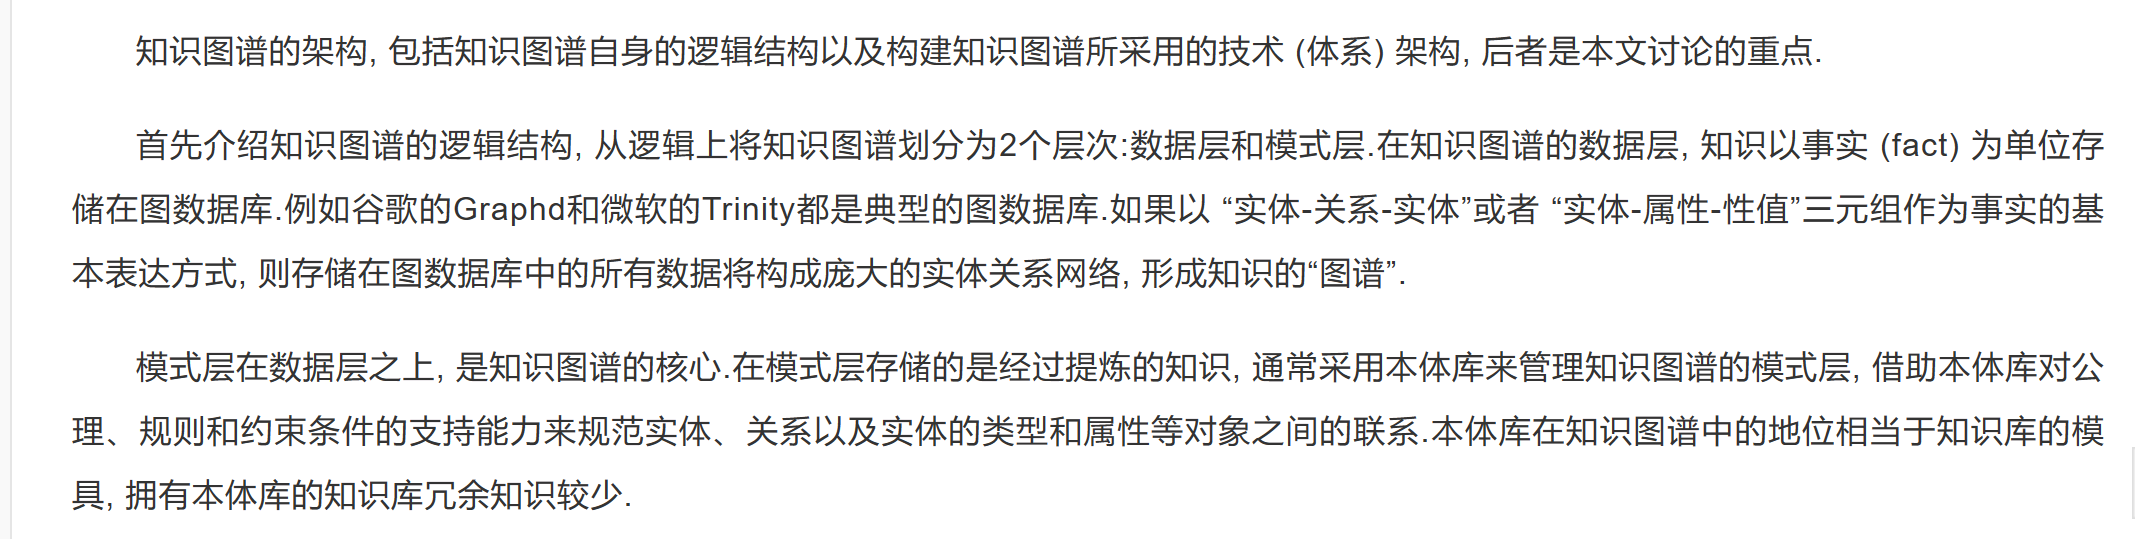 知识图谱的架构, 包括知识图谱自身的逻辑结构以及构建知识图谱所采用的技术 (体系) 架构, 后者是本文讨论的重点.
首先介绍知识图谱的逻辑结构, 从逻辑上将知识图谱划分为2个层次:数据层和模式层.在知识图谱的数据层, 知识以事实 (fact) 为单位存
储在图数据库.例如谷歌的Graphd和微软的Trinity都是典型的图数据库.如果以 “实体-关系-实体”或者 “实体-属性-性值”三元组作为事实的基
本表达方式, 则存储在图数据库中的所有数据将构成庞大的实体关系网络, 形成知识的“图谱”.
模式层在数据层之上, 是知识图谱的核心.在模式层存储的是经过提炼的知识, 通常采用本体库来管理知识图谱的模式层, 借助本体库对公
理、规则和约束条件的支持能力来规范实体、关系以及实体的类型和属性等对象之间的联系.本体库在知识图谱中的地位相当于知识库的模
具, 拥有本体库的知识库冗余知识较少.